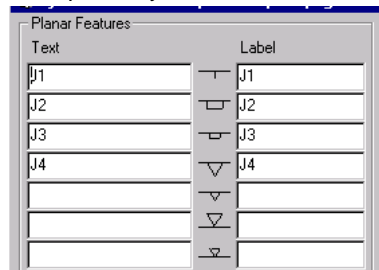 Planar Features
Text Label
J1 J1
J2 J2
J3 J3
J4 J4